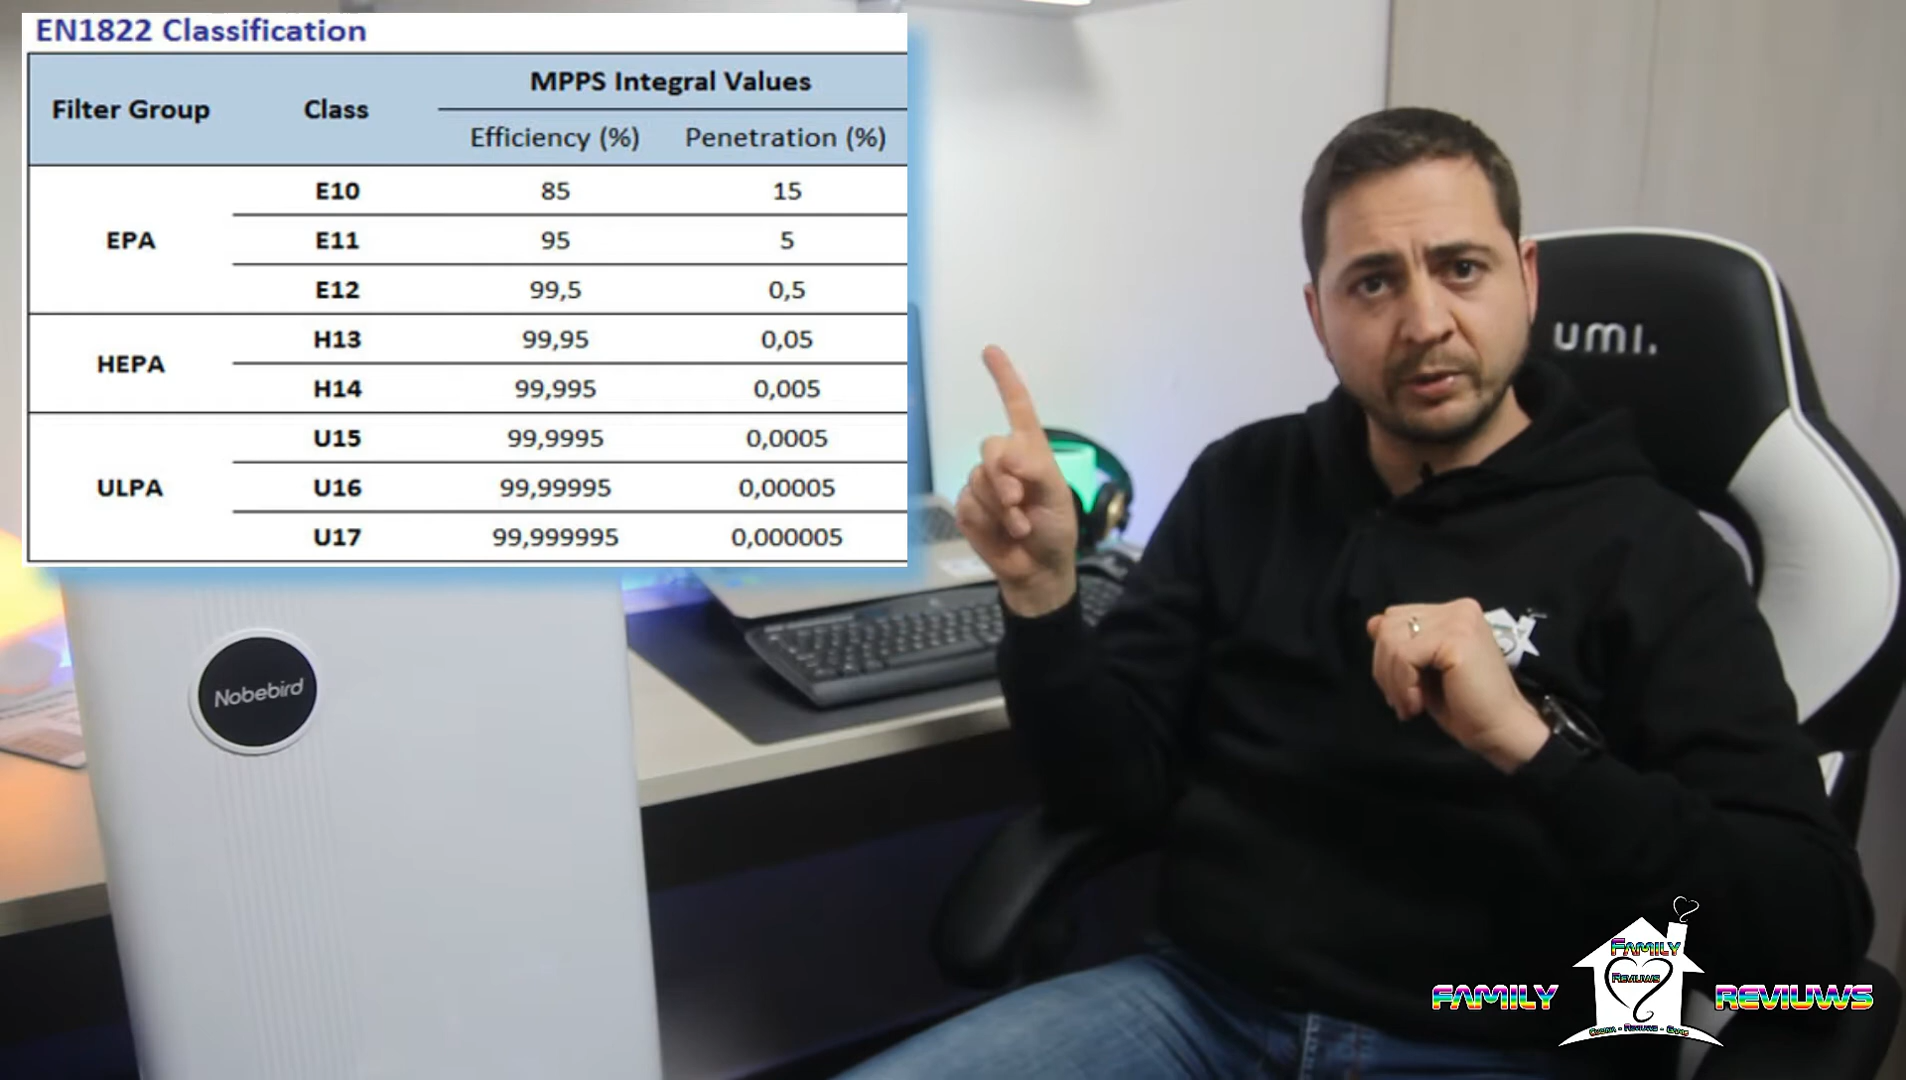 EN1822 Classification
Filter Group Class MPPS Integral Values
Efficiency (%) Penetration (%)
EPA
E10 85 15
E11 95 5
E12 99,5 0,5
HEPA
H13 99,95 0,05
H14 99,995 0,005
ULPA
U15 99,9995 0,0005
U16 99,99995 0,00005
U17 99,999995 0,000005
umi.
Nobebird
FAMILY
REVIUWS
FAMILY REVIUWS